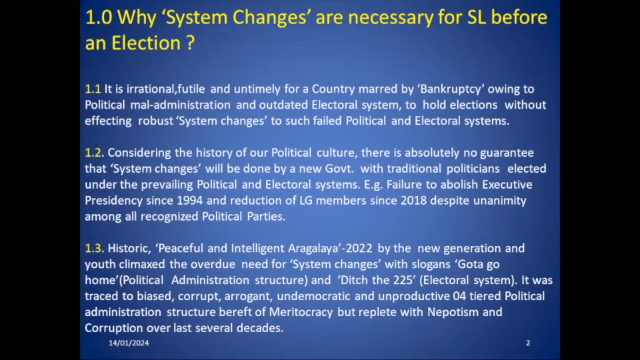 1.0 Why ‘System Changes’ are necessary for SL before
an Election ?
1.1 It is irrational,futile and untimely for a Country marred by ‘Bankruptcy’ owing to
Political mal-administration and outdated Electoral system, to hold elections without
effecting robust ‘System changes’ to such failed Political and Electoral systems.
1.2. Considering the history of our Political culture, there is absolutely no guarantee
that ‘System changes’ will be done by a new Govt. with traditional politicians elected
under the prevailing Political and Electoral systems. E.g. Failure to abolish Executive
Presidency since 1994 and reduction of LG members since 2018 despite unanimity
among all recognized Political Parties.
1.3. Historic, ‘Peaceful and Intelligent Aragalaya’-2022 by the new generation and
youth climaxed the overdue need for ‘System changes’ with slogans ‘Gota go
home’(Political Administration structure) and ‘Ditch the 225’ (Electoral system). It was
traced to biased, corrupt, arrogant, undemocratic and unproductive 04 tiered Political
administration structure bereft of Meritocracy but replete with Nepotism and
Corruption over last several decades.
14/01/2024 2